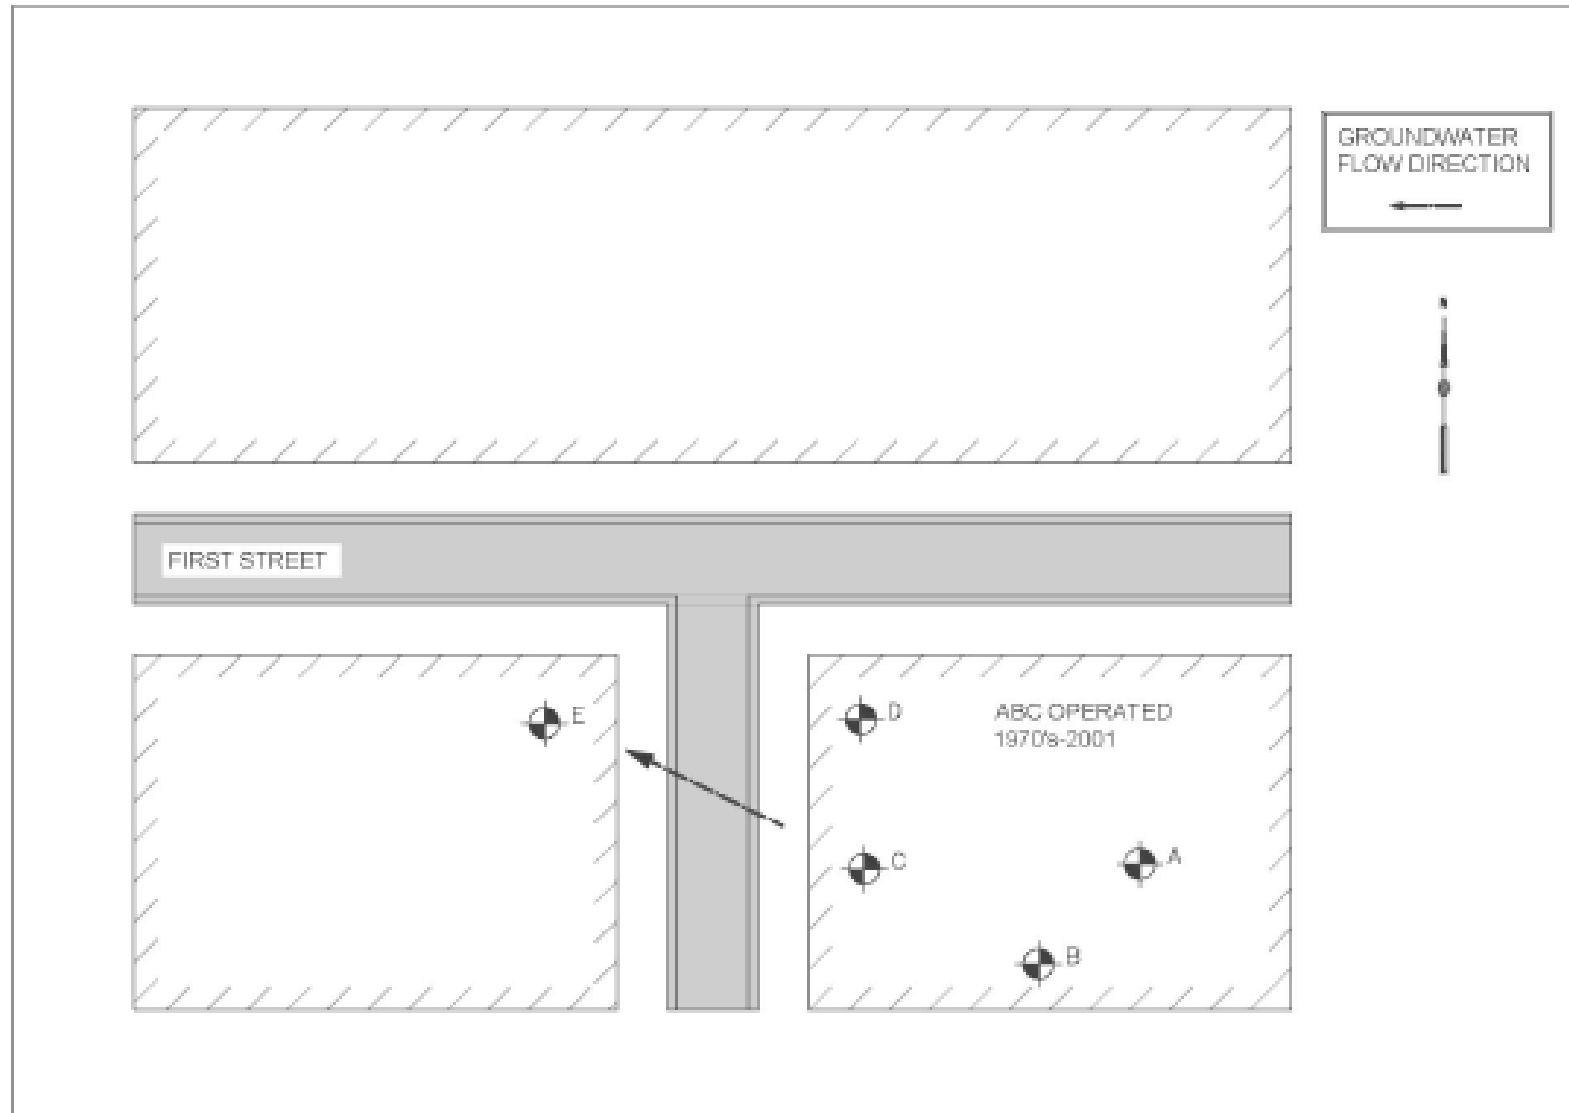 GROUNDWATER
FLOW DIRECTION
N
FIRST STREET
E
D
ABC OPERATED
1970's-2001
C
A
B